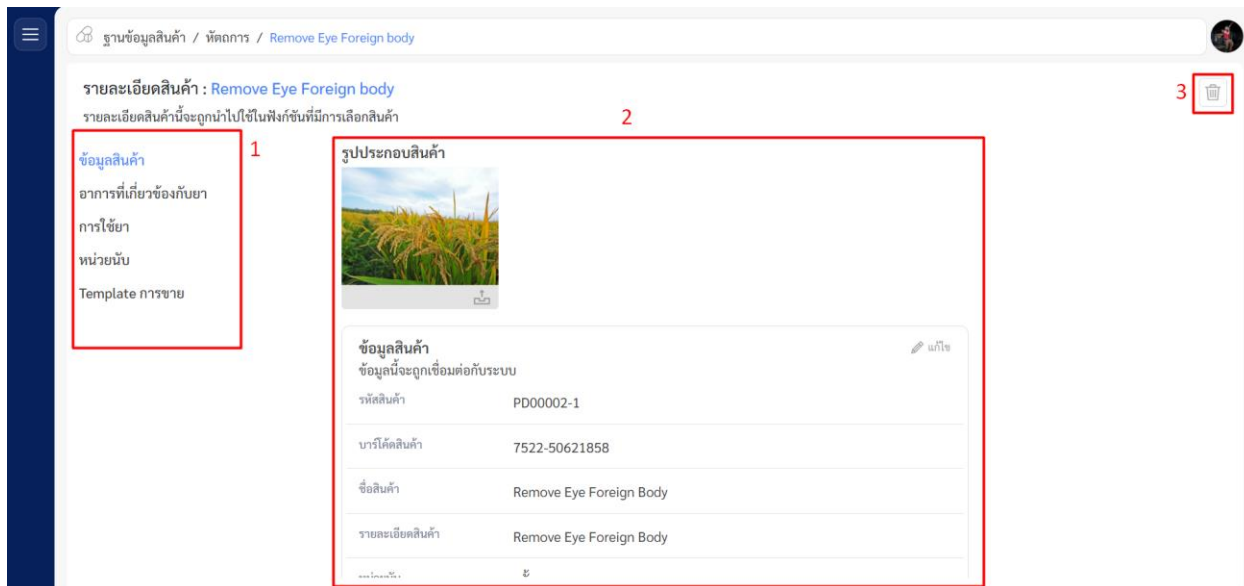 ฐานข้อมูลสินค้า / หัตถการ / Remove Eye Foreign body
รายละเอียดสินค้า : Remove Eye Foreign body
3
รายละเอียดสินค้านี้จะถูกนำไปใช้ในฟังก์ชันที่มีการเลือกสินค้า
2
1
ข้อมูลสินค้า
อาการที่เกี่ยวข้องกับยา
การใช้ยา
หน่วยนับ
Template การขาย
รูปประกอบสินค้า
ข้อมูลสินค้า
แก้ไข
ข้อมูลนี้จะถูกเชื่อมต่อกับระบบ
รหัสสินค้า PD00002-1
บาร์โค้ดสินค้า 7522-50621858
ชื่อสินค้า Remove Eye Foreign Body
รายละเอียดสินค้า Remove Eye Foreign Body